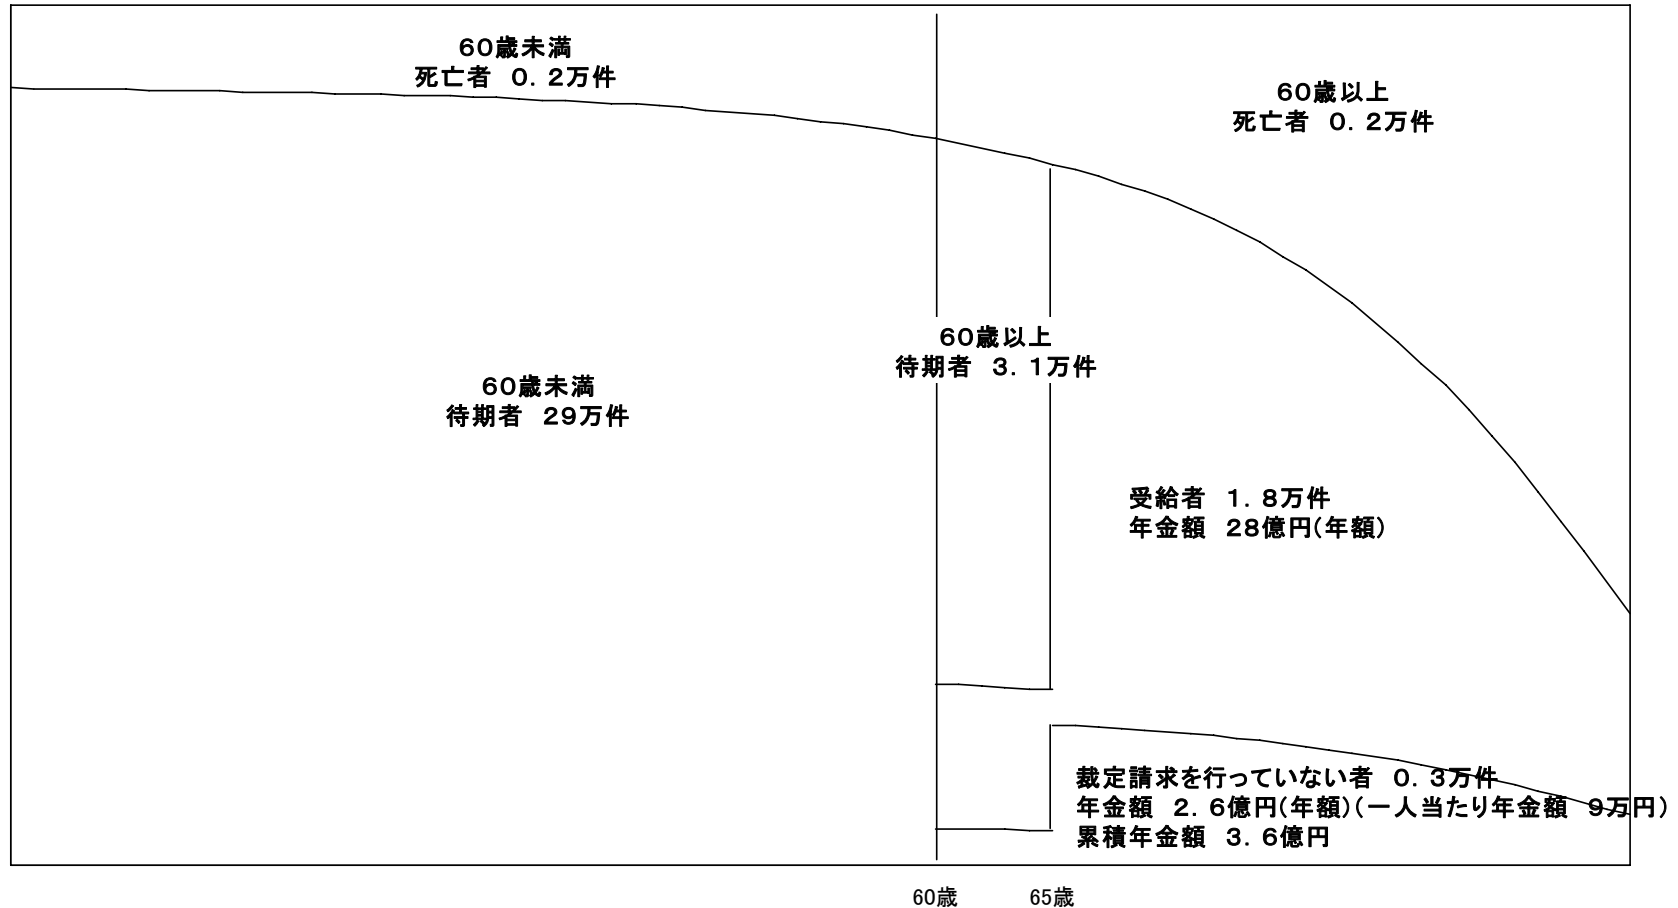 60歳未満
死亡者　0．2万件
60歳以上
死亡者　0．2万件
60歳以上
待期者　3．1万件
60歳未満
待期者　29万件
受給者　1．8万件
年金額　28億円（年額）
裁定請求を行っていない者　0．3万件
年金額　2．6億円（年額）（一人当たり年金額　9万円）
累積年金額　3．6億円
60歳
65歳